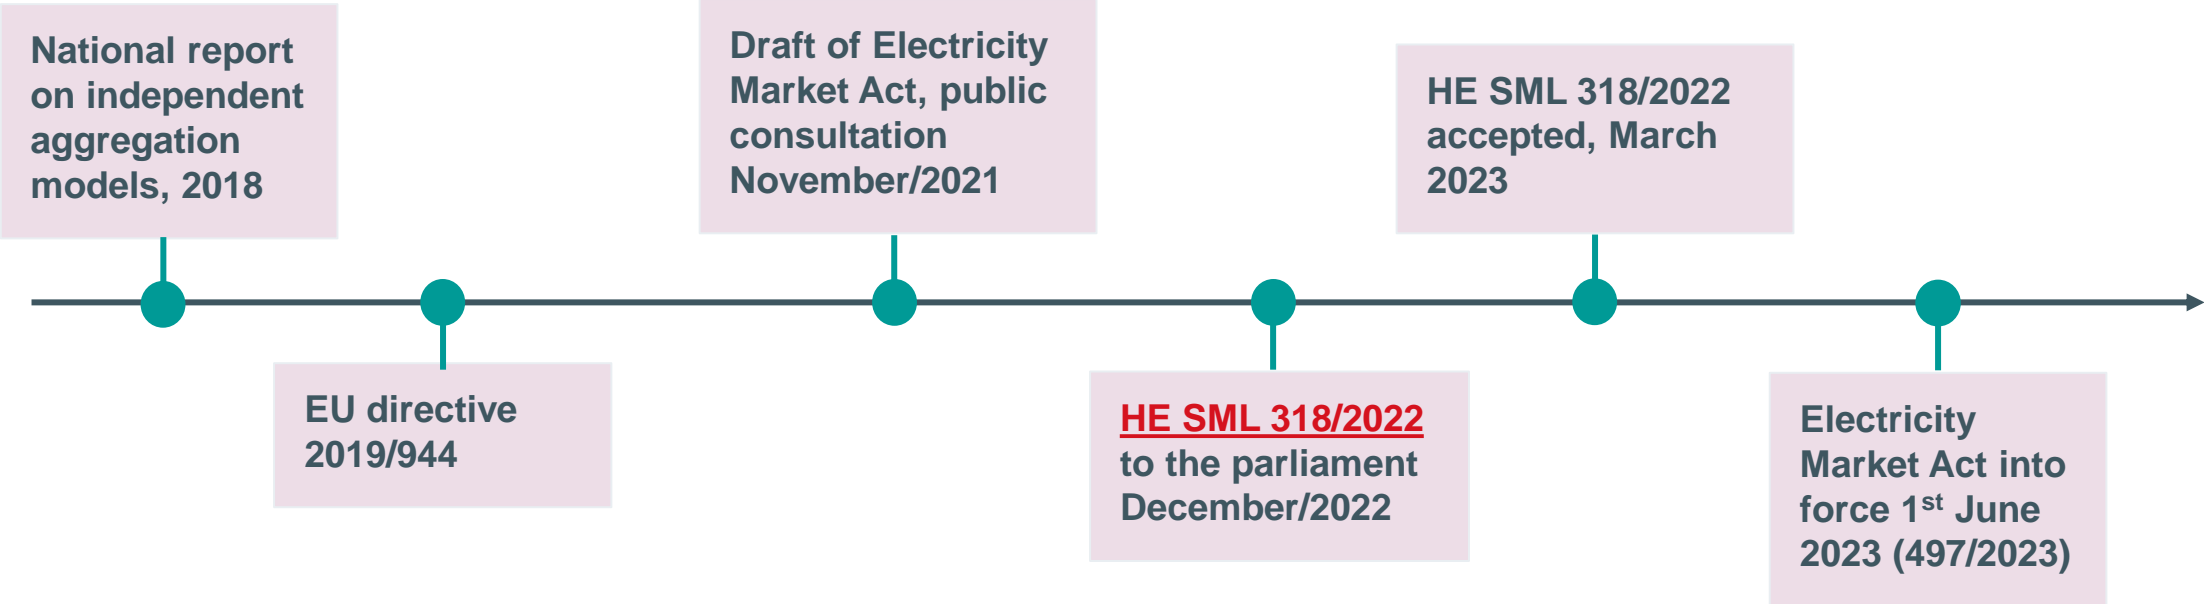 National report
on independent
aggregation
models, 2018
EU directive
2019/944
Draft of Electricity
Market Act, public
consultation
November/2021
HE SML 318/2022
to the parliament
December/2022
HE SML 318/2022
accepted, March
2023
Electricity
Market Act into
force 1st June
2023 (497/2023)